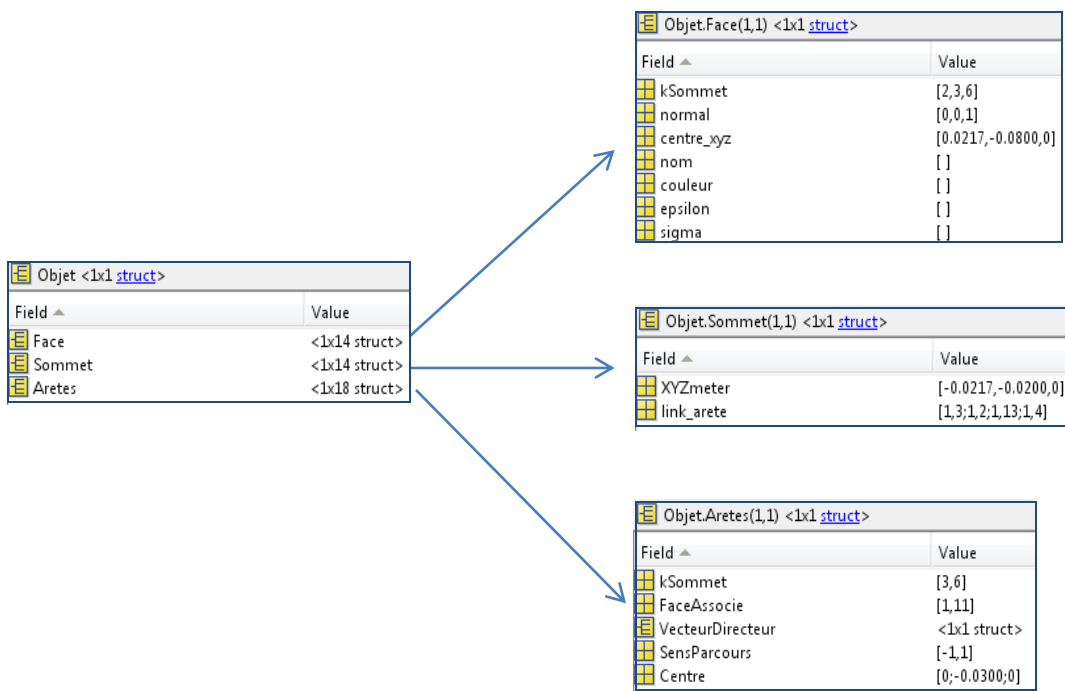 Objet <1x1 struct>
Field Value
Face <1x14 struct>
Sommet <1x14 struct>
Aretes <1x18 struct>
Objet.Face(1,1) <1x1 struct>
Field Value
kSommet [2,3,6]
normal [0,0,1]
centre_xyz [0.0217,-0.0800,0]
nom [ ]
couleur [ ]
epsilon [ ]
sigma [ ]
Objet.Sommet(1,1) <1x1 struct>
Field Value
XYZmeter [-0.0217,-0.0200,0]
link_arete [1,3;1,2;1,13;1,4]
Objet.Aretes(1,1) <1x1 struct>
Field Value
kSommet [3,6]
FaceAssocie [1,11]
VecteurDirecteur <1x1 struct>
SensParcours [-1,1]
Centre [0;-0.0300;0]